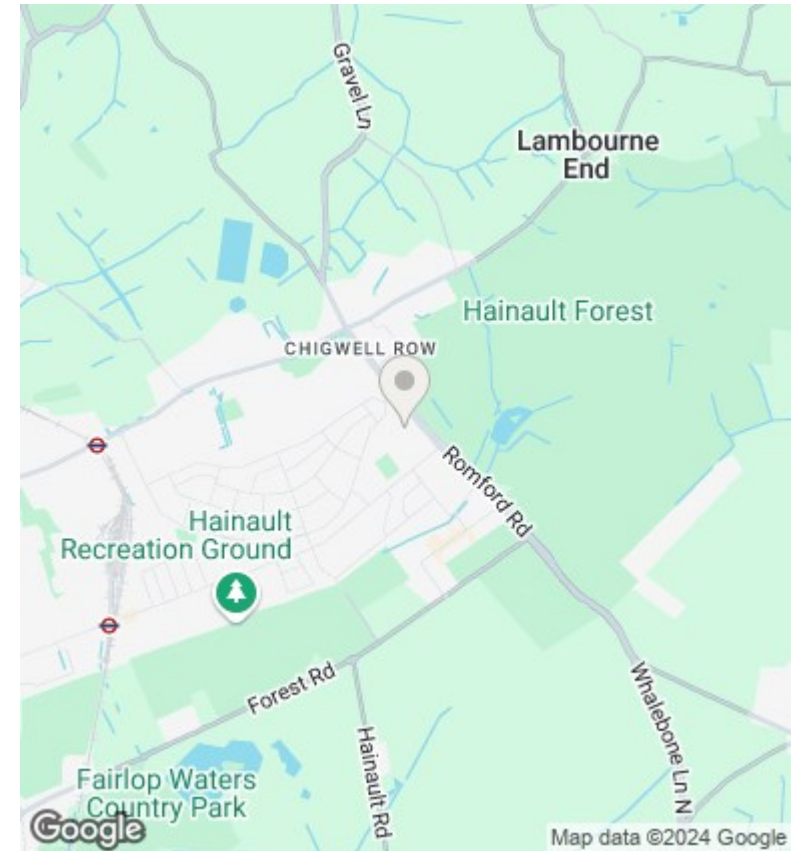 Gravel Ln
Lambourne
End
Hainault Forest
CHIGWELL ROW
Romford Rd
Hainault
Recreation Ground
Forest Rd
Hainault Rd
Whalebone Ln N
Fairlop Waters
Country Park
Google
Map data ©2024 Google